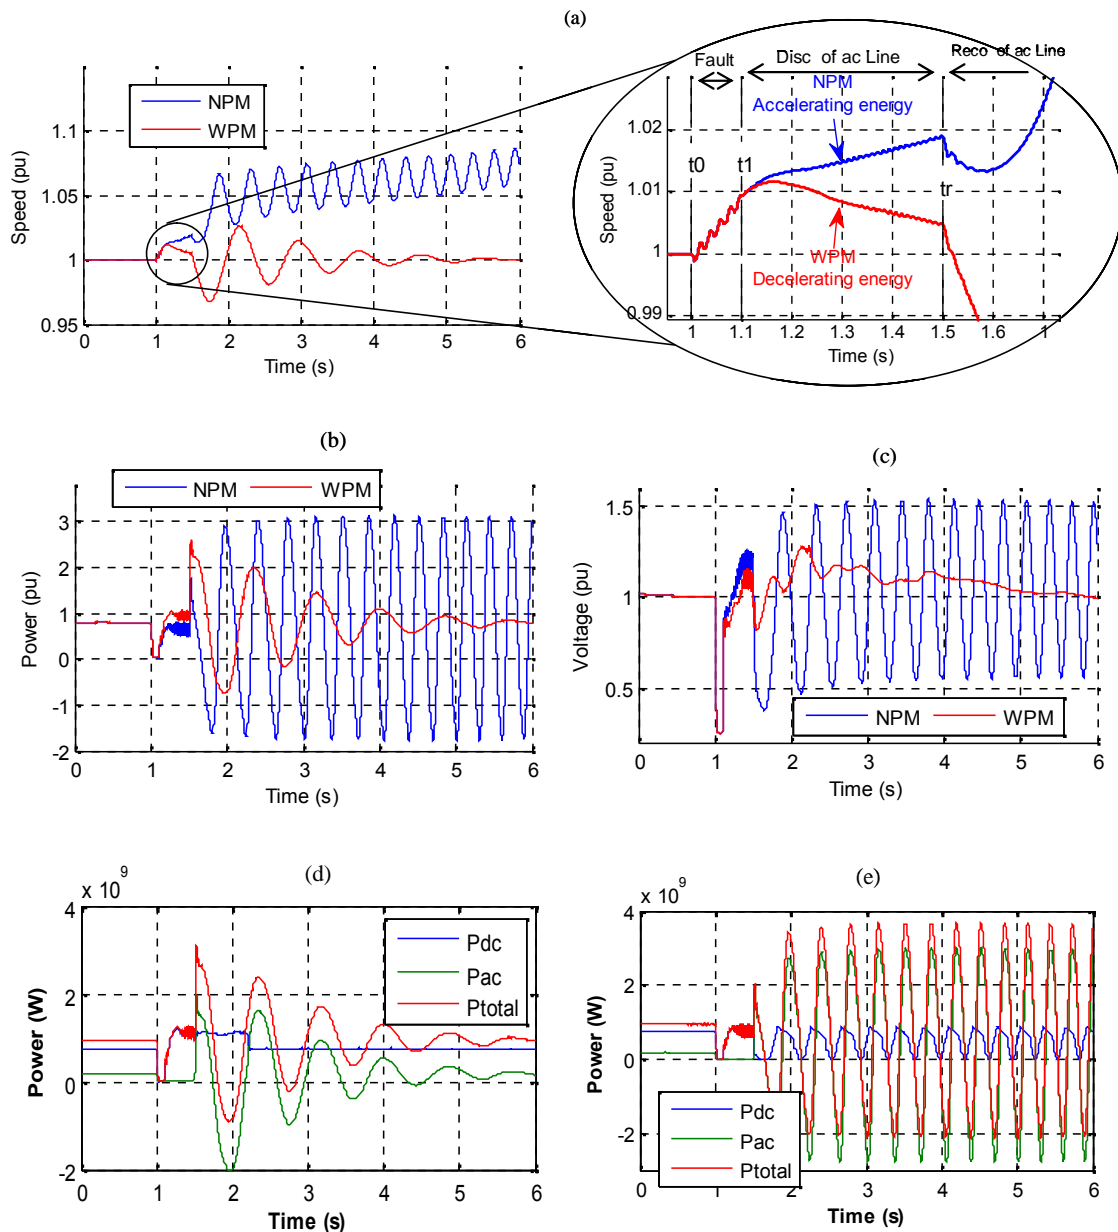 (a)
NPM
WPM
1.1
1.05
1
0.95
Speed (pu)
0 1 2 3 4 5 6
Time (s)
Fault
Disc of ac Line
Reco of ac Line
NPM
Accelerating energy
1.02
1.01
1
0.99
t0
t1
tr
WPM
Decelerating energy
Speed (pu)
1 1.1 1.2 1.3 1.4 1.5 1.6 1
Time (s)
(b)
NPM WPM
3
2
1
0
-1
-2
Power (pu)
0 1 2 3 4 5 6
Time (s)
(c)
1.5
1
0.5
Voltage (pu)
NPM WPM
0 1 2 3 4 5 6
Time (s)
(d)
x 10^9
4
2
0
-2
Power (W)
Pdc
Pac
Ptotal
0 1 2 3 4 5 6
Time (s)
(e)
x 10^9
4
2
0
-2
Power (W)
Pdc
Pac
Ptotal
0 1 2 3 4 5 6
Time (s)